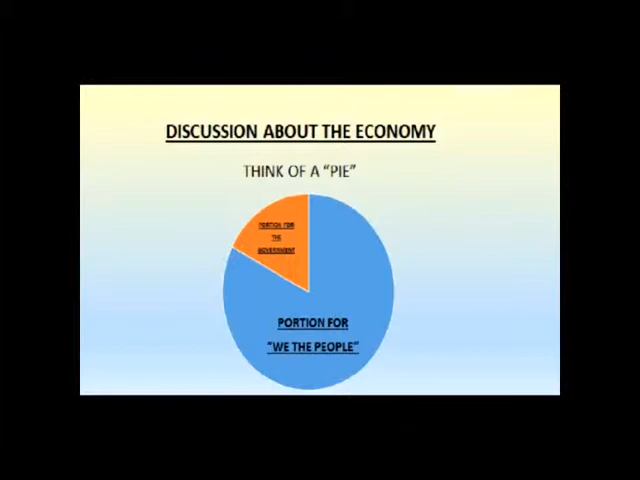 DISCUSSION ABOUT THE ECONOMY
THINK OF A “PIE”
PORTION FOR
THE
GOVERNMENT
PORTION FOR
“WE THE PEOPLE”